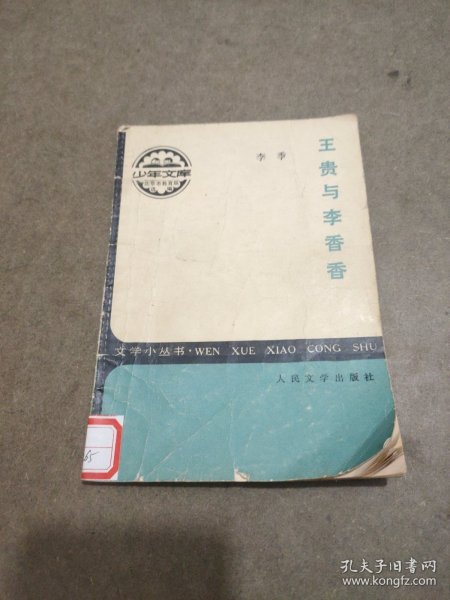 王贵与李香香
李季
少年文库
文学小丛书·WEN XUE XIAO CONG SHU
人民文学出版社
65
孔夫子旧书网
www.kongfz.com